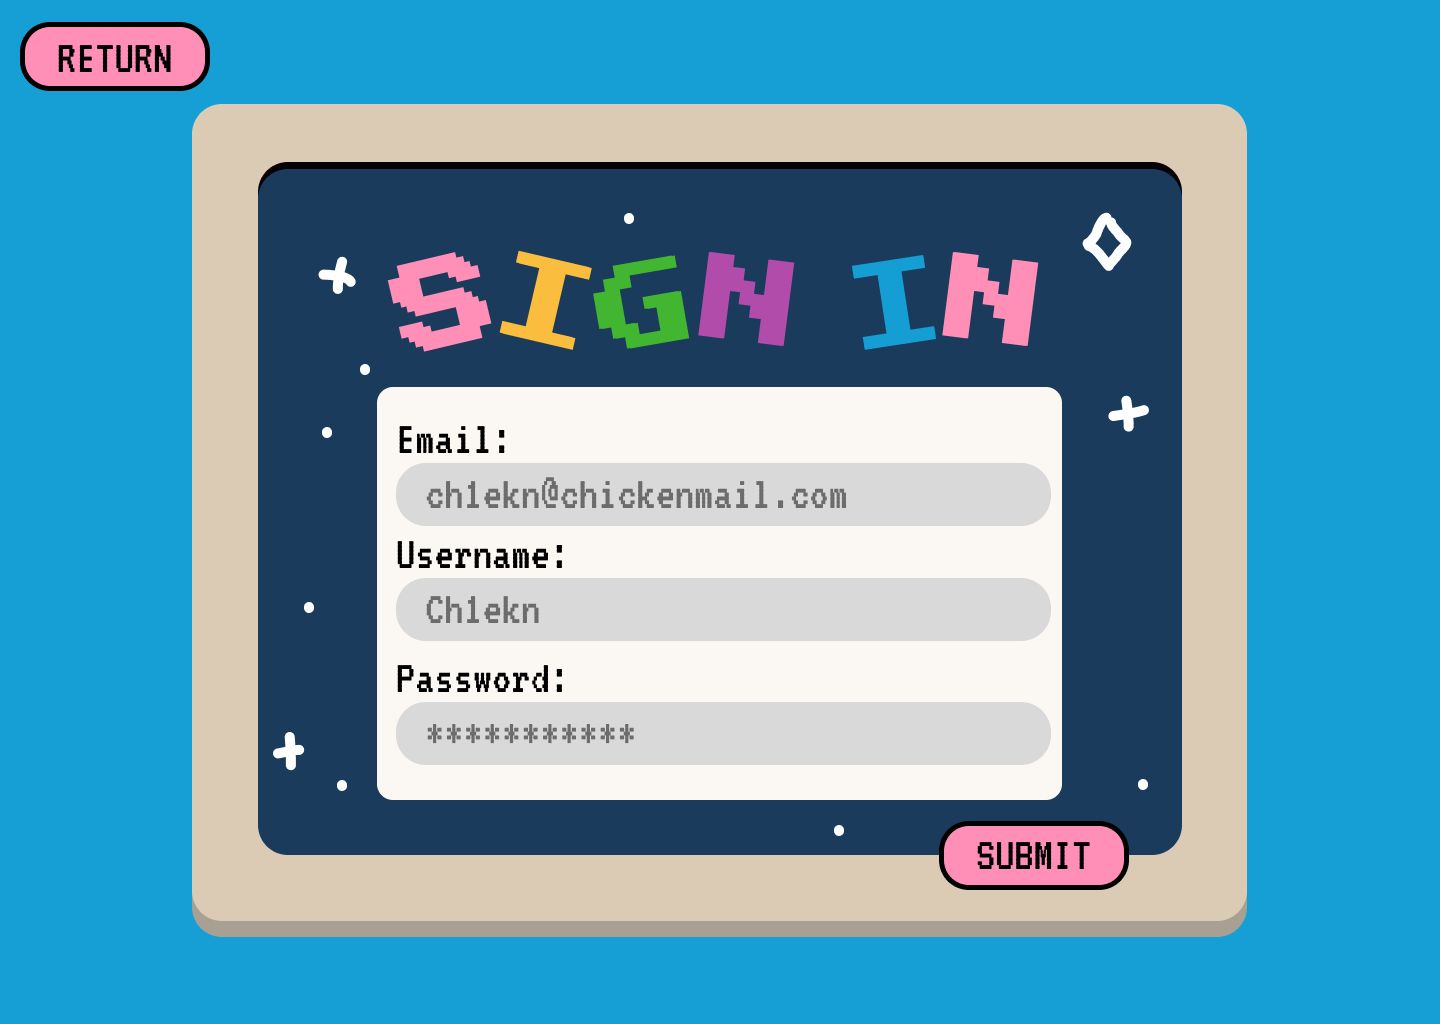 RETURN
SIGN IN
Email:
ch1ekn@chickenmail.com
Username:
Ch1ekn
Password:
***********
SUBMIT